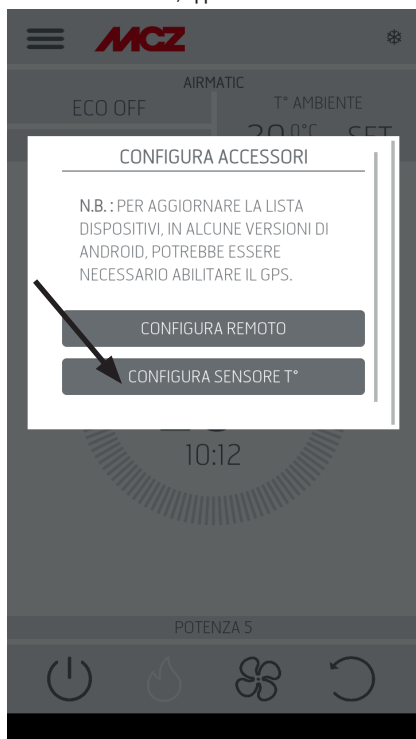 MCZ
AIRMATIC
ECO OFF
T° AMBIENTE
SET
CONFIGURA ACCESSORI
N.B. : PER AGGIORNARE LA LISTA
DISPOSITIVI, IN ALCUNE VERSIONI DI
ANDROID, POTREBBE ESSERE
NECESSARIO ABILITARE IL GPS.
CONFIGURA REMOTO
CONFIGURA SENSORE T°
10:12
POTENZA 5